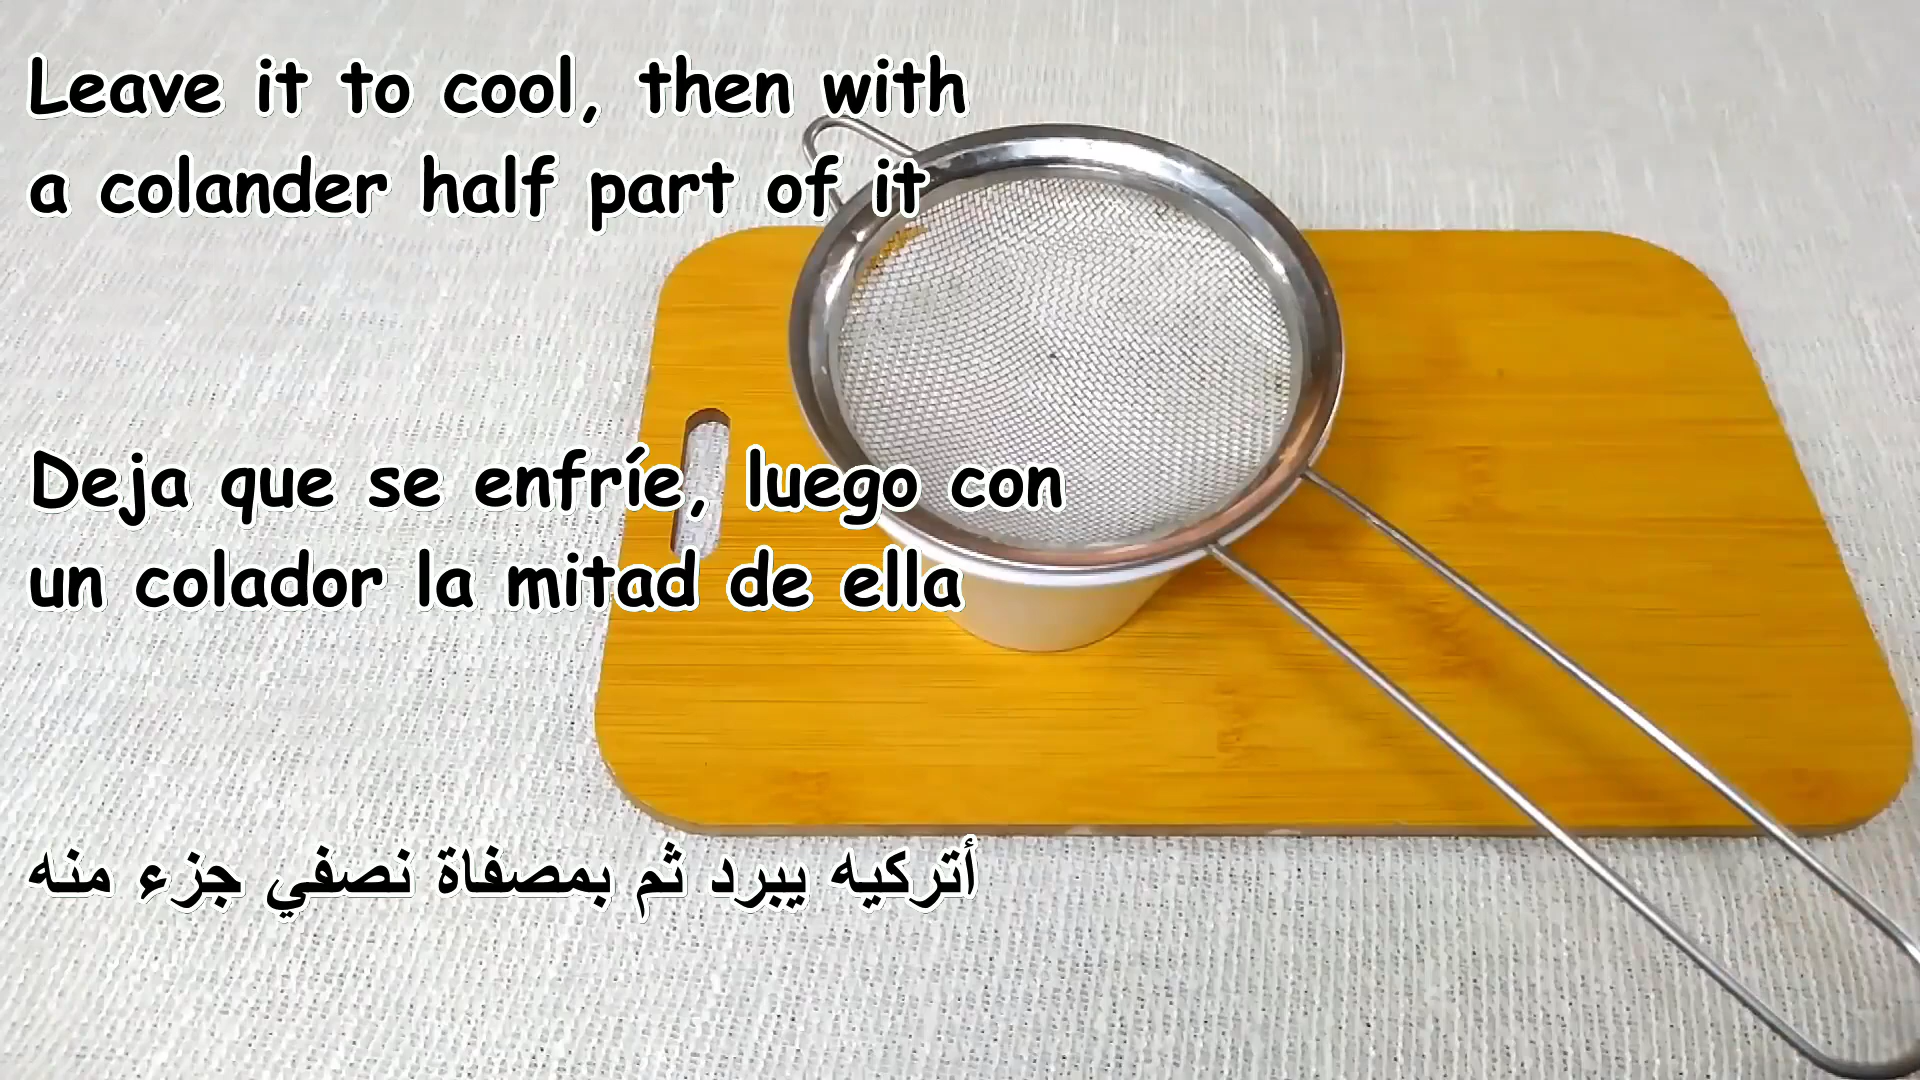 Leave it to cool, then with
a colander half part of it
Deja que se enfríe, luego con
un colador la mitad de ella
أتركيه يبرد ثم بمصفاة نصفي جزء منه